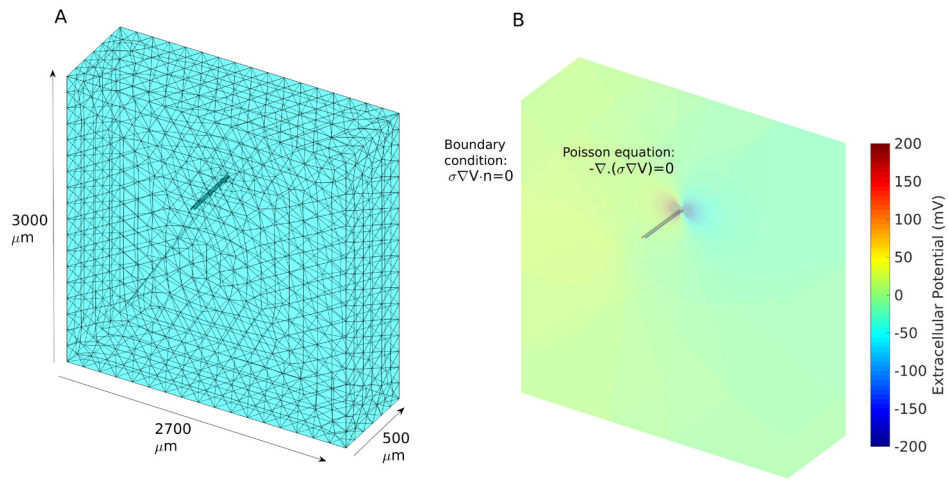 A
3000
μm
2700
μm
500
μm
B
Boundary
condition:
σ∇V·n=0
Poisson equation:
-∇.(σ∇V)=0
200
150
100
50
0
-50
-100
-150
-200
Extracellular Potential (mV)